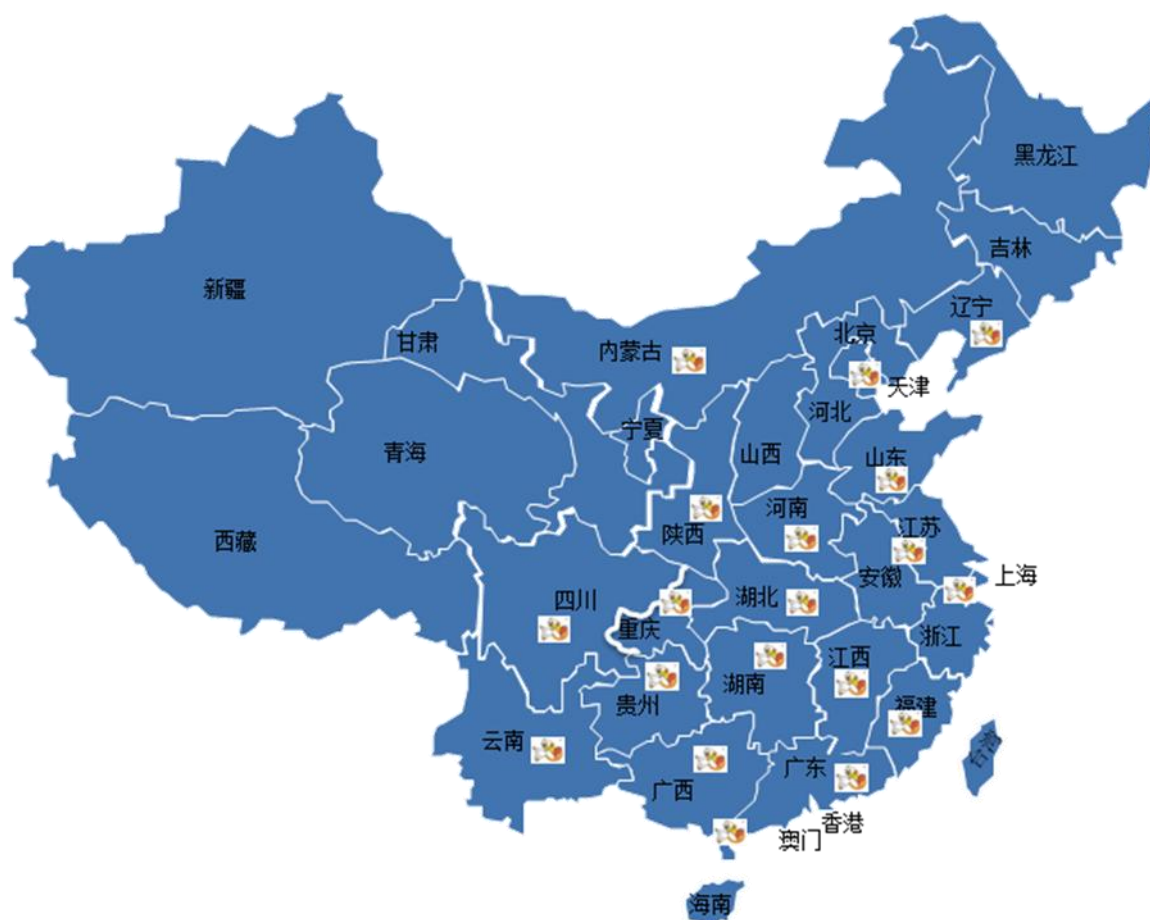 黑龙江
吉林
新疆
辽宁
北京
甘肃
内蒙古
天津
河北
宁夏
青海
山西
山东
河南
江苏
陕西
西藏
上海
安徽
四川
湖北
重庆
浙江
江西
湖南
贵州
福建
云南
台湾
广东
广西
香港
澳门
海南